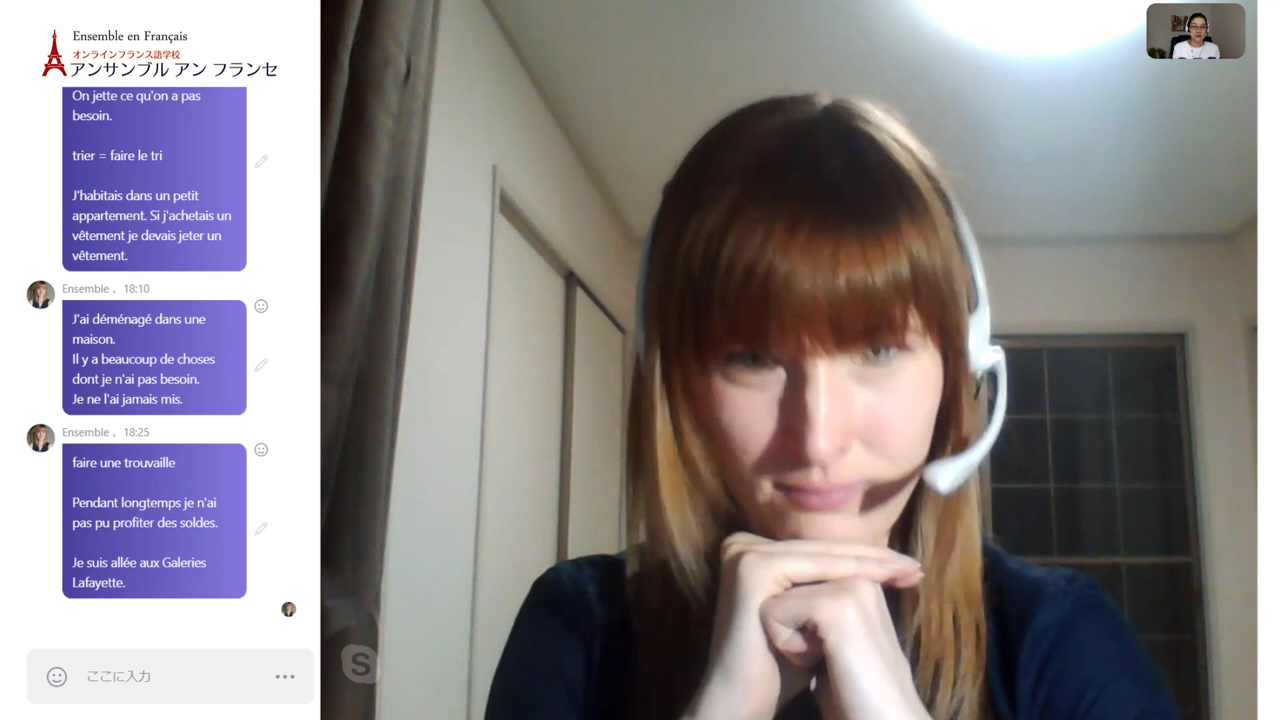 Ensemble en Français
オンラインフランス語学校
アンサンブル アン フランセ
On jette ce qu'on a pas
besoin.
trier = faire le tri
J'habitais dans un petit
appartement. Si j'achetais un
vêtement je devais jeter un
vêtement.
Ensemble 、 18:10
J'ai déménagé dans une
maison.
Il y a beaucoup de choses
dont je n'ai pas besoin.
Je ne l'ai jamais mis.
Ensemble 、 18:25
faire une trouvaille
Pendant longtemps je n'ai
pas pu profiter des soldes.
Je suis allée aux Galeries
Lafayette.
ここに入力
S